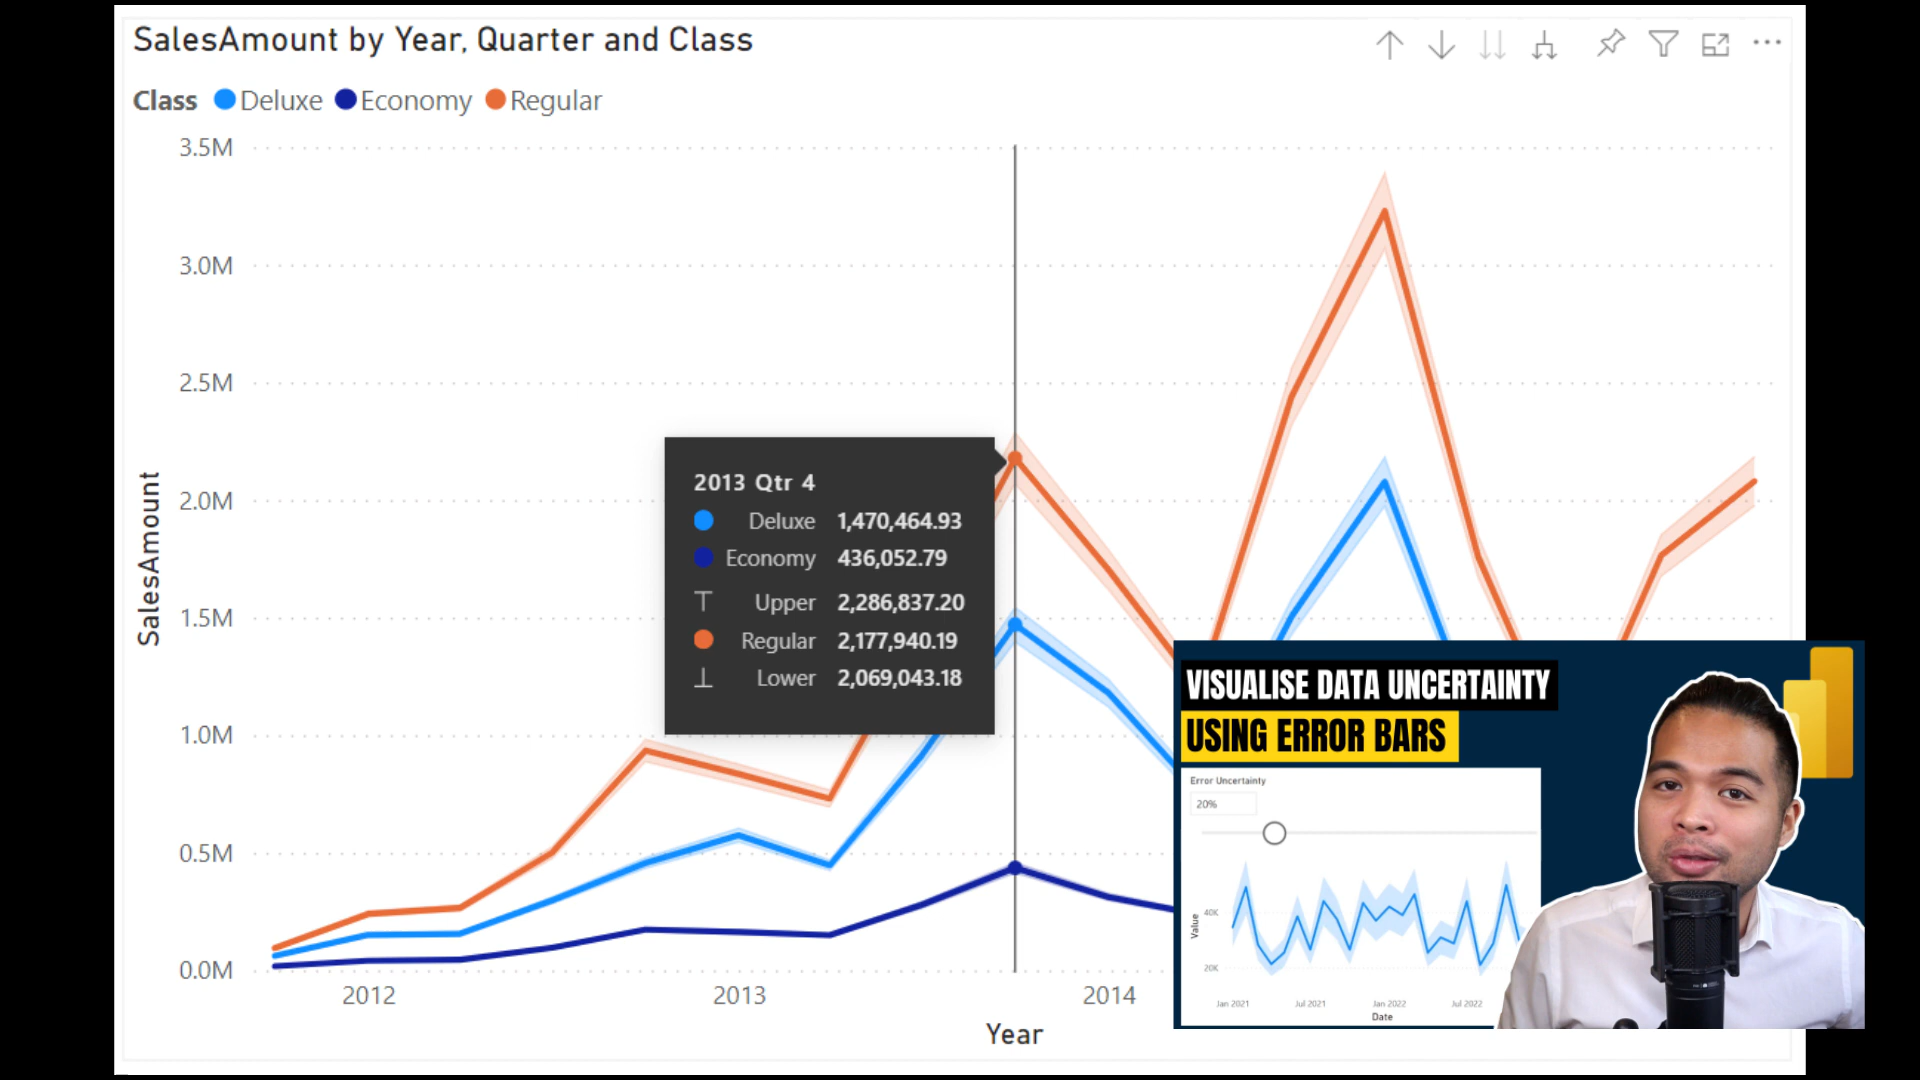 SalesAmount by Year, Quarter and Class
Class Deluxe Economy Regular
3.5M
3.0M
2.5M
2.0M
1.5M
1.0M
0.5M
0.0M
SalesAmount
2013 Qtr 4
Deluxe 1,470,464.93
Economy 436,052.79
Upper 2,286,837.20
Regular 2,177,940.19
Lower 2,069,043.18
2012 2013 2014
Year
VISUALISE DATA UNCERTAINTY
USING ERROR BARS
Error Uncertainty
20%
40K
20K
Value
Jan 2021 Jul 2021 Jan 2022 Jul 2022
Date